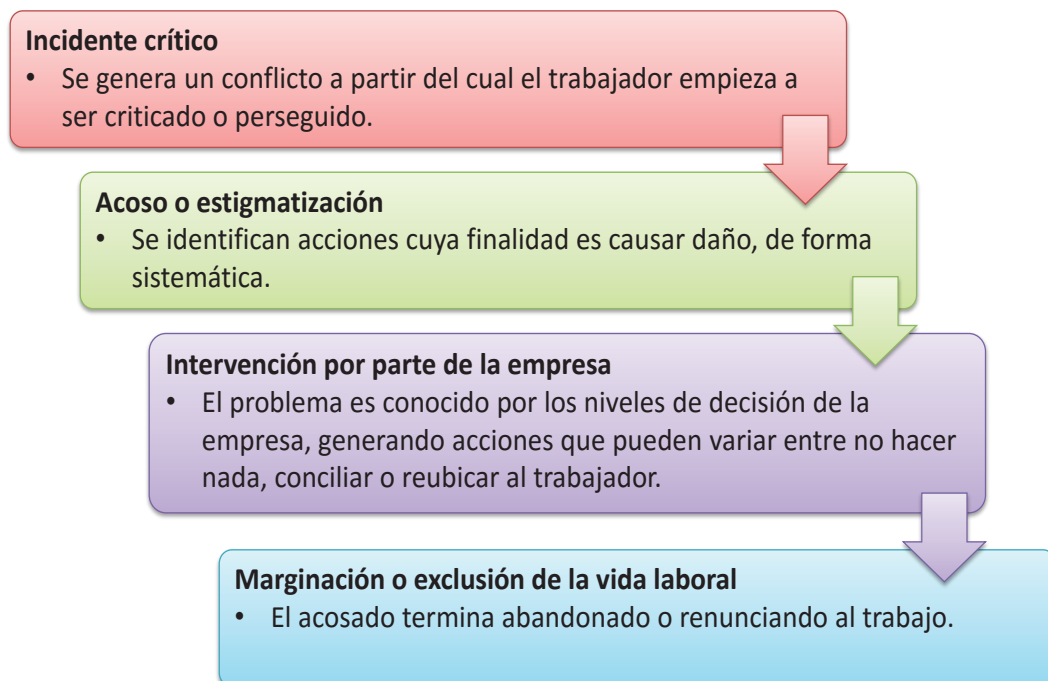 Incidente crítico
• Se genera un conflicto a partir del cual el trabajador empieza a
ser criticado o perseguido.
Acoso o estigmatización
• Se identifican acciones cuya finalidad es causar daño, de forma
sistemática.
Intervención por parte de la empresa
• El problema es conocido por los niveles de decisión de la
empresa, generando acciones que pueden variar entre no hacer
nada, conciliar o reubicar al trabajador.
Marginación o exclusión de la vida laboral
• El acosado termina abandonado o renunciando al trabajo.